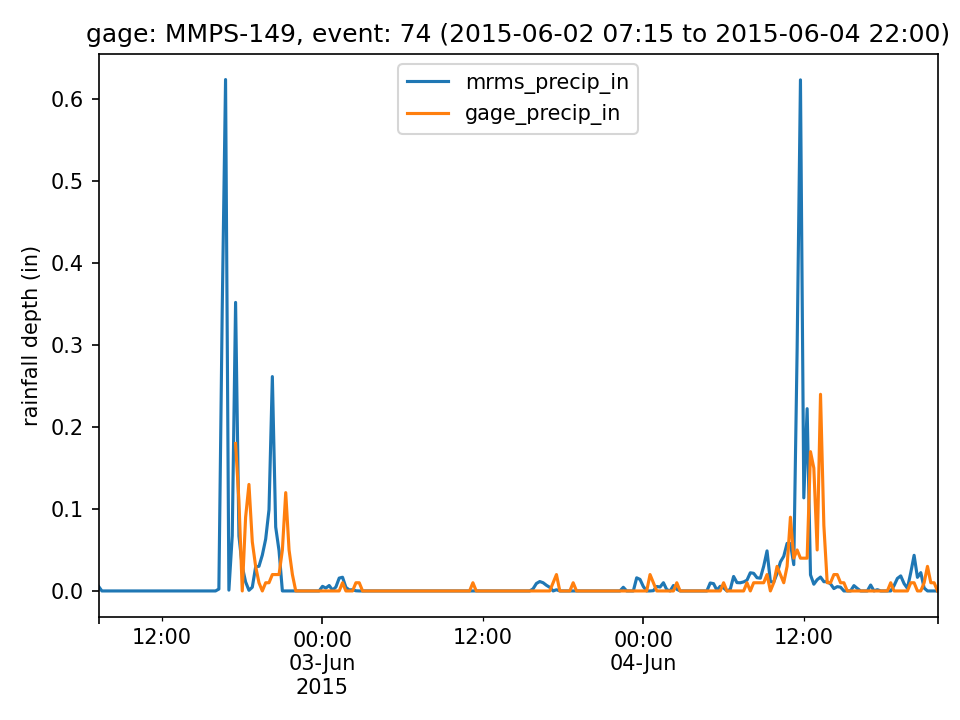 gage: MMPS-149, event: 74 (2015-06-02 07:15 to 2015-06-04 22:00)
mrms_precip_in
gage_precip_in
rainfall depth (in)
0.6
0.5
0.4
0.3
0.2
0.1
0.0
12:00 00:00 12:00 00:00 12:00
03-Jun 04-Jun
2015